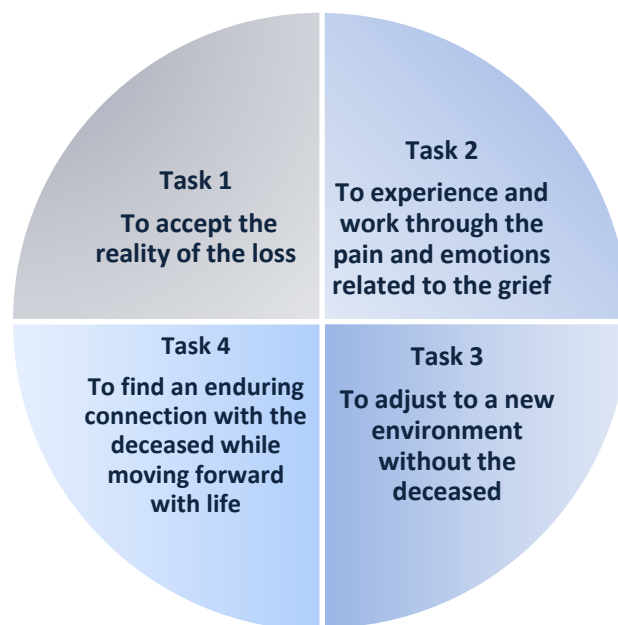 Task 1
To accept the
reality of the loss
Task 2
To experience and
work through the
pain and emotions
related to the grief
Task 3
To adjust to a new
environment
without the
deceased
Task 4
To find an enduring
connection with the
deceased while
moving forward
with life